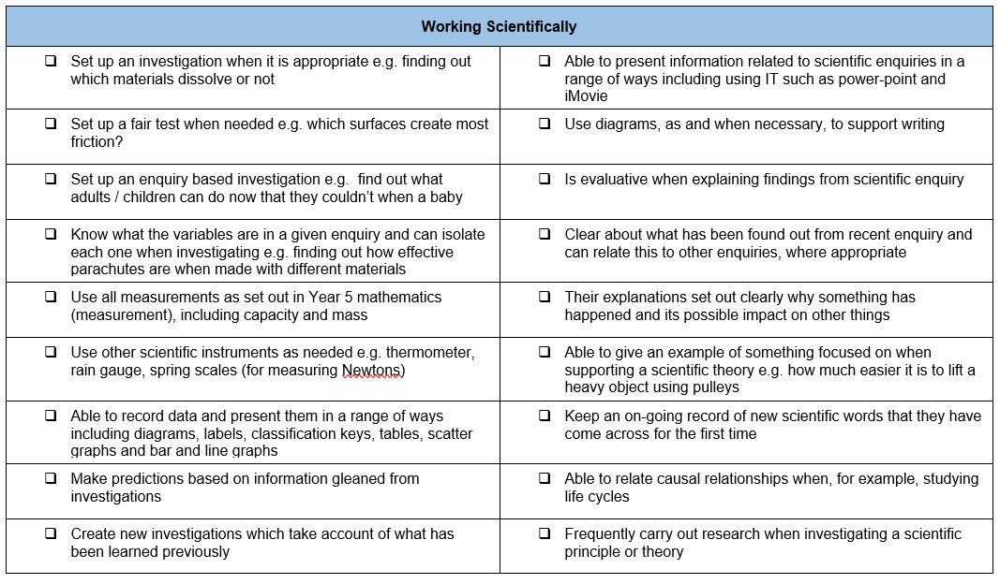 Working Scientifically
❑ Set up an investigation when it is appropriate e.g. finding out
which materials dissolve or not
❑ Able to present information related to scientific enquiries in a
range of ways including using IT such as power-point and
iMovie
❑ Set up a fair test when needed e.g. which surfaces create most
friction?
❑ Use diagrams, as and when necessary, to support writing
❑ Set up an enquiry based investigation e.g.  find out what
adults / children can do now that they couldn’t when a baby
❑ Is evaluative when explaining findings from scientific enquiry
❑ Know what the variables are in a given enquiry and can isolate
each one when investigating e.g. finding out how effective
parachutes are when made with different materials
❑ Clear about what has been found out from recent enquiry and
can relate this to other enquiries, where appropriate
❑ Use all measurements as set out in Year 5 mathematics
(measurement), including capacity and mass
❑ Their explanations set out clearly why something has
happened and its possible impact on other things
❑ Use other scientific instruments as needed e.g. thermometer,
rain gauge, spring scales (for measuring Newtons)
❑ Able to give an example of something focused on when
supporting a scientific theory e.g. how much easier it is to lift a
heavy object using pulleys
❑ Able to record data and present them in a range of ways
including diagrams, labels, classification keys, tables, scatter
graphs and bar and line graphs
❑ Keep an on-going record of new scientific words that they have
come across for the first time
❑ Make predictions based on information gleaned from
investigations
❑ Able to relate causal relationships when, for example, studying
life cycles
❑ Create new investigations which take account of what has
been learned previously
❑ Frequently carry out research when investigating a scientific
principle or theory